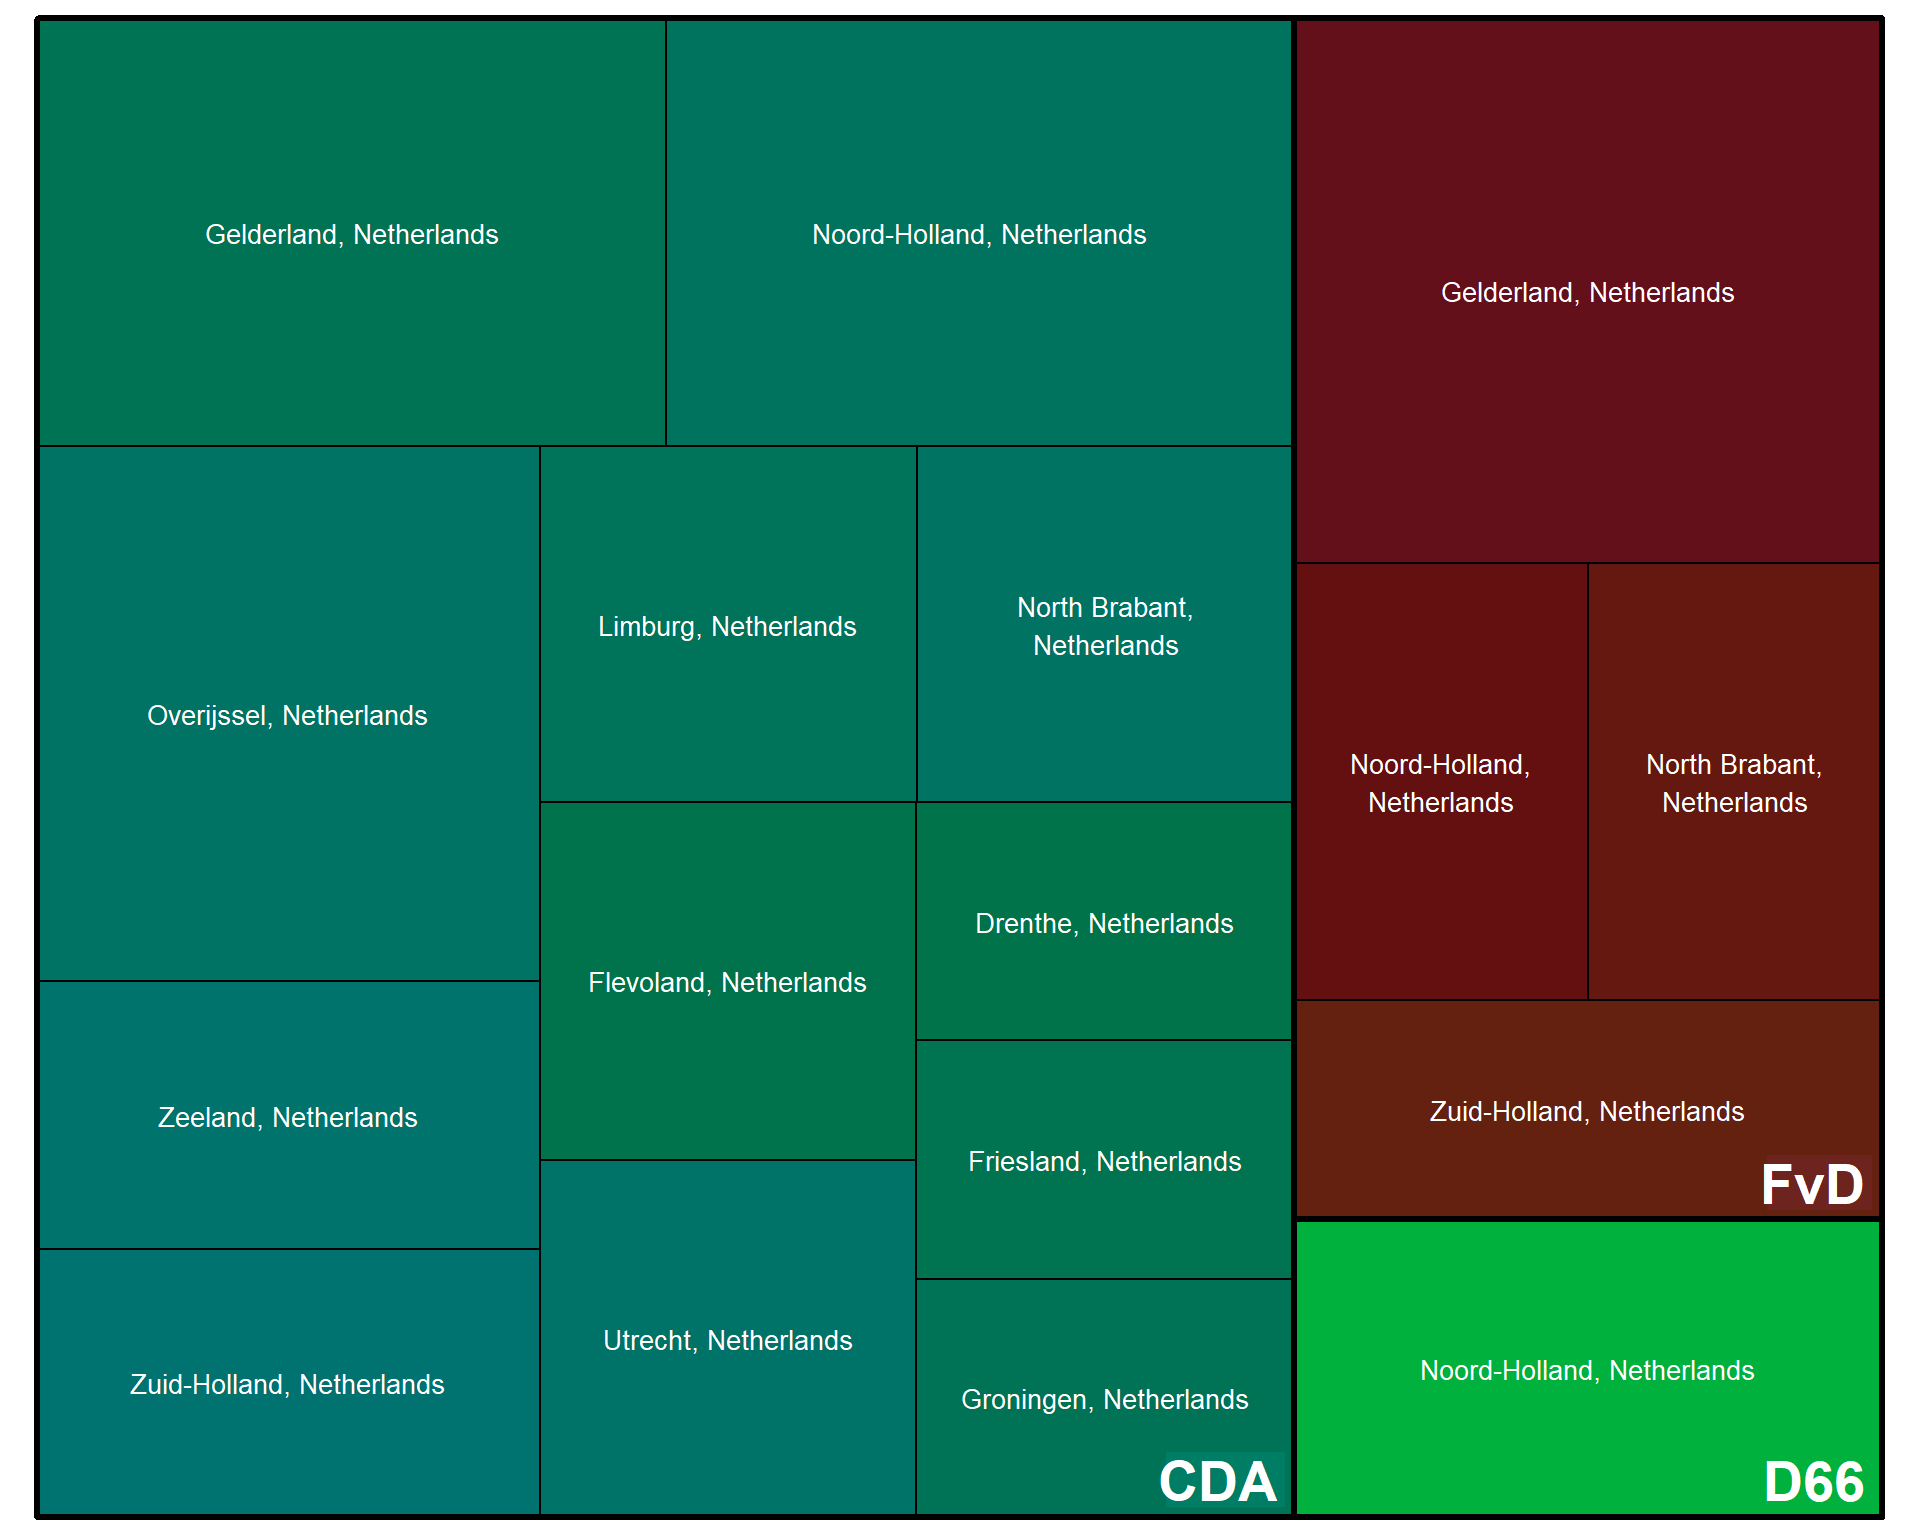 Gelderland, Netherlands
Noord-Holland, Netherlands
Overijssel, Netherlands
Limburg, Netherlands
North Brabant,
Netherlands
Flevoland, Netherlands
Drenthe, Netherlands
Zeeland, Netherlands
Friesland, Netherlands
Zuid-Holland, Netherlands
Utrecht, Netherlands
Groningen, Netherlands
CDA
Gelderland, Netherlands
Noord-Holland,
Netherlands
North Brabant,
Netherlands
Zuid-Holland, Netherlands
FvD
Noord-Holland, Netherlands
D66